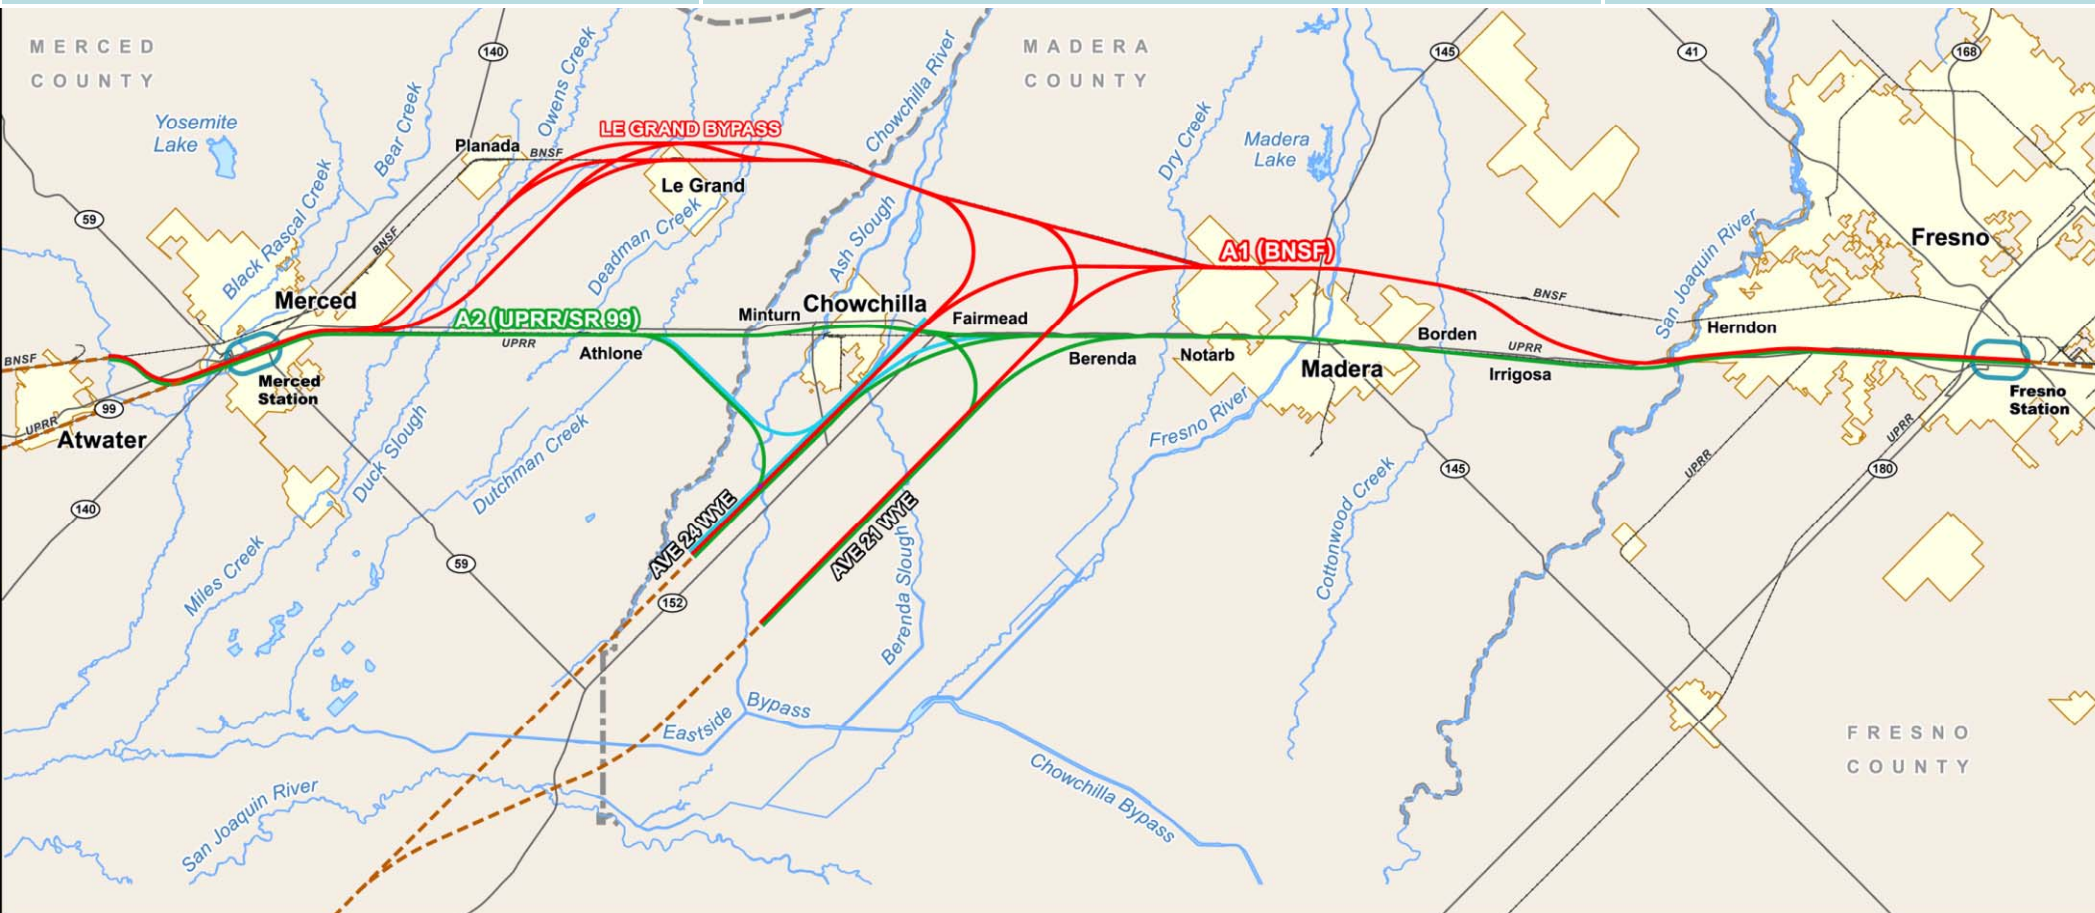 MERCED
COUNTY
MADERA
COUNTY
140
145
41
168
Yosemite
Lake
Bear Creek
Owens Creek
Chowchilla River
LE GRAND BYPASS
Planada
BNSF
Dry Creek
Madera
Lake
Le Grand
59
Black Rascal Creek
BNSF
Deadman Creek
Ash Slough
A1 (BNSF)
San Joaquin River
Fresno
Merced
A2 (UPRR/SR 99)
Minturn
Chowchilla
Fairmead
BNSF
Herndon
BNSF
UPRR
Athlone
Berenda
Notarb
Borden
UPRR
Irrigosa
Madera
Merced
Station
Fresno
Station
99
UPRR
Atwater
Duck Slough
Dutchman Creek
Fresno River
UPRR
UPRR
145
180
140
Miles Creek
59
AVE 24 WYE
AVE 21 WYE
Berenda Slough
Cottonwood Creek
152
Eastside
Bypass
Chowchilla Bypass
San Joaquin River
FRESNO
COUNTY